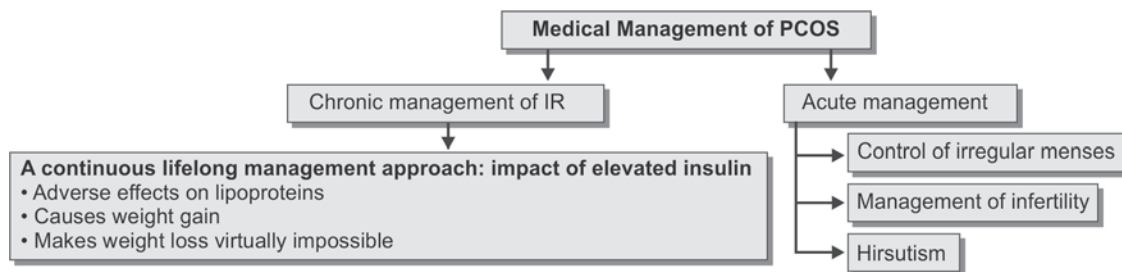 Medical Management of PCOS
Chronic management of IR
Acute management
A continuous lifelong management approach: impact of elevated insulin
• Adverse effects on lipoproteins
• Causes weight gain
• Makes weight loss virtually impossible
Control of irregular menses
Management of infertility
Hirsutism